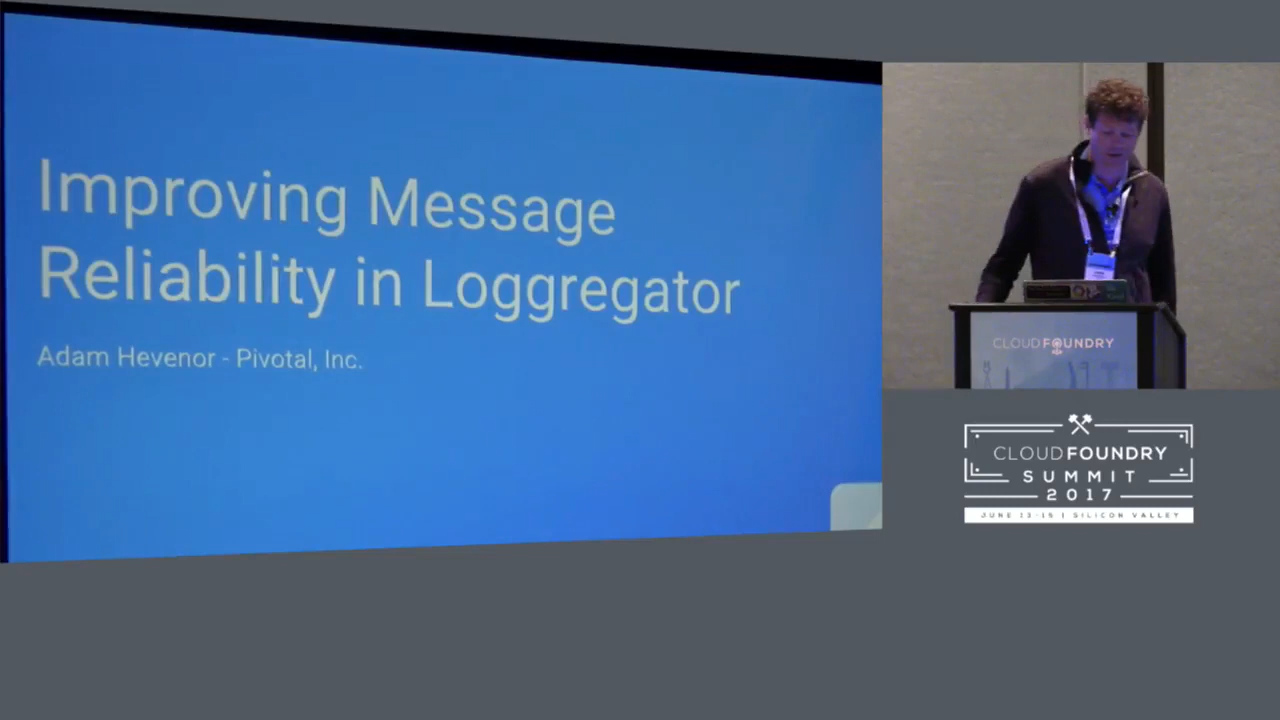 Improving Message
Reliability in Loggregator
Adam Hevenor - Pivotal, Inc.
CLOUDFOUNDRY
CLOUDFOUNDRY
SUMMIT
2017
JUNE 13-15 | SILICON VALLEY